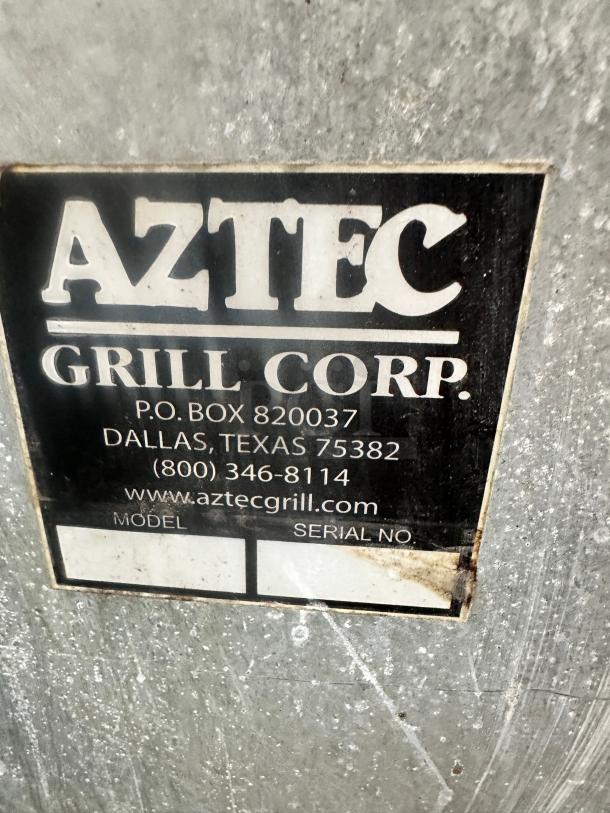 AZTEC
GRILL CORP.
P.O. BOX 820037
DALLAS, TEXAS 75382
(800) 346-8114
www.aztecgrill.com
MODEL
SERIAL NO.